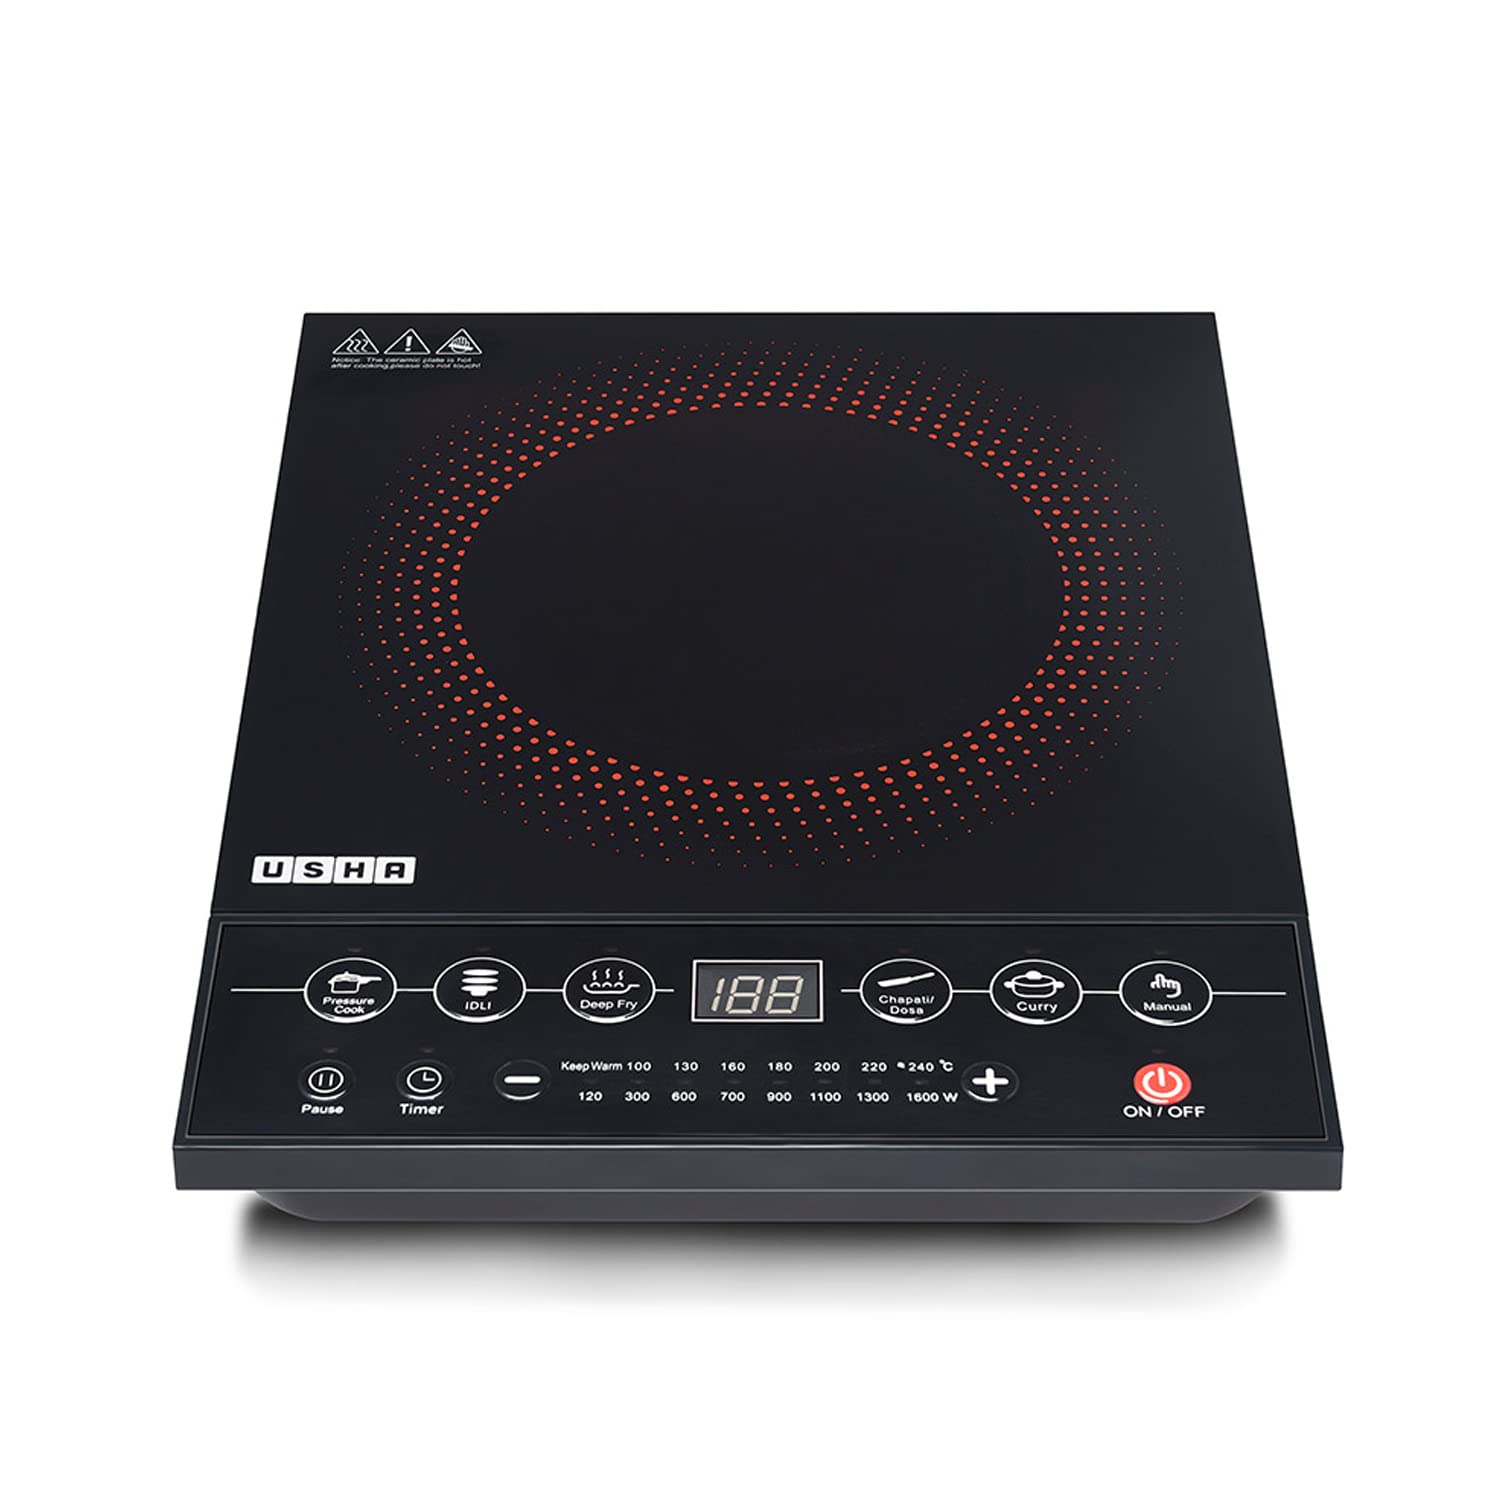 Notice: The ceramic plate is hot
after cooking,please do not touch!
USHA
Pressure
Cook
IDLI
Deep Fry
188
Chapati/
Dosa
Curry
Manual
Pause
Timer
Keep Warm 100 130 160 180 200 220 240 °C
120 300 600 700 900 1100 1300 1600 W
ON / OFF